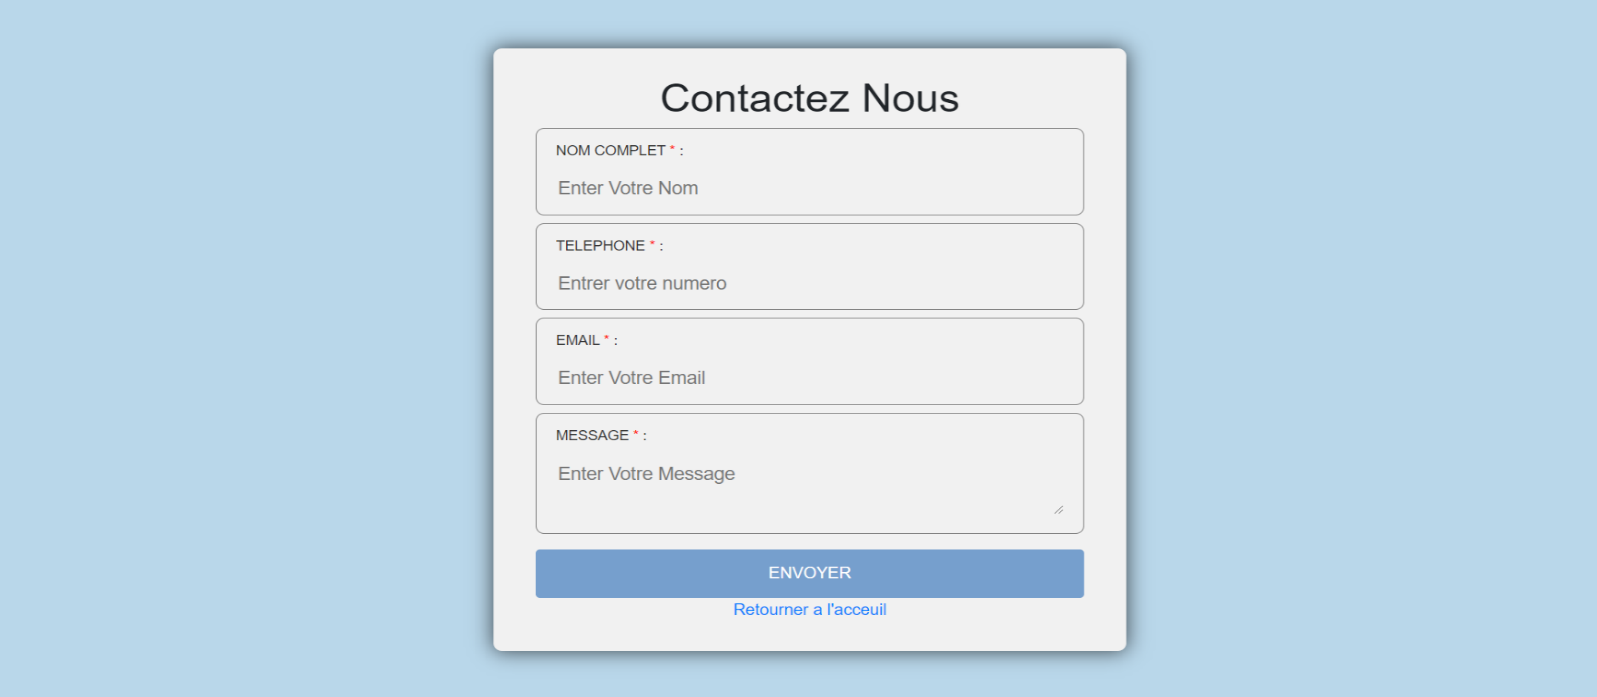 Contactez Nous
NOM COMPLET * :
Enter Votre Nom
TELEPHONE * :
Entrer votre numero
EMAIL * :
Enter Votre Email
MESSAGE * :
Enter Votre Message
ENVOYER
Retourner a l'acceuil